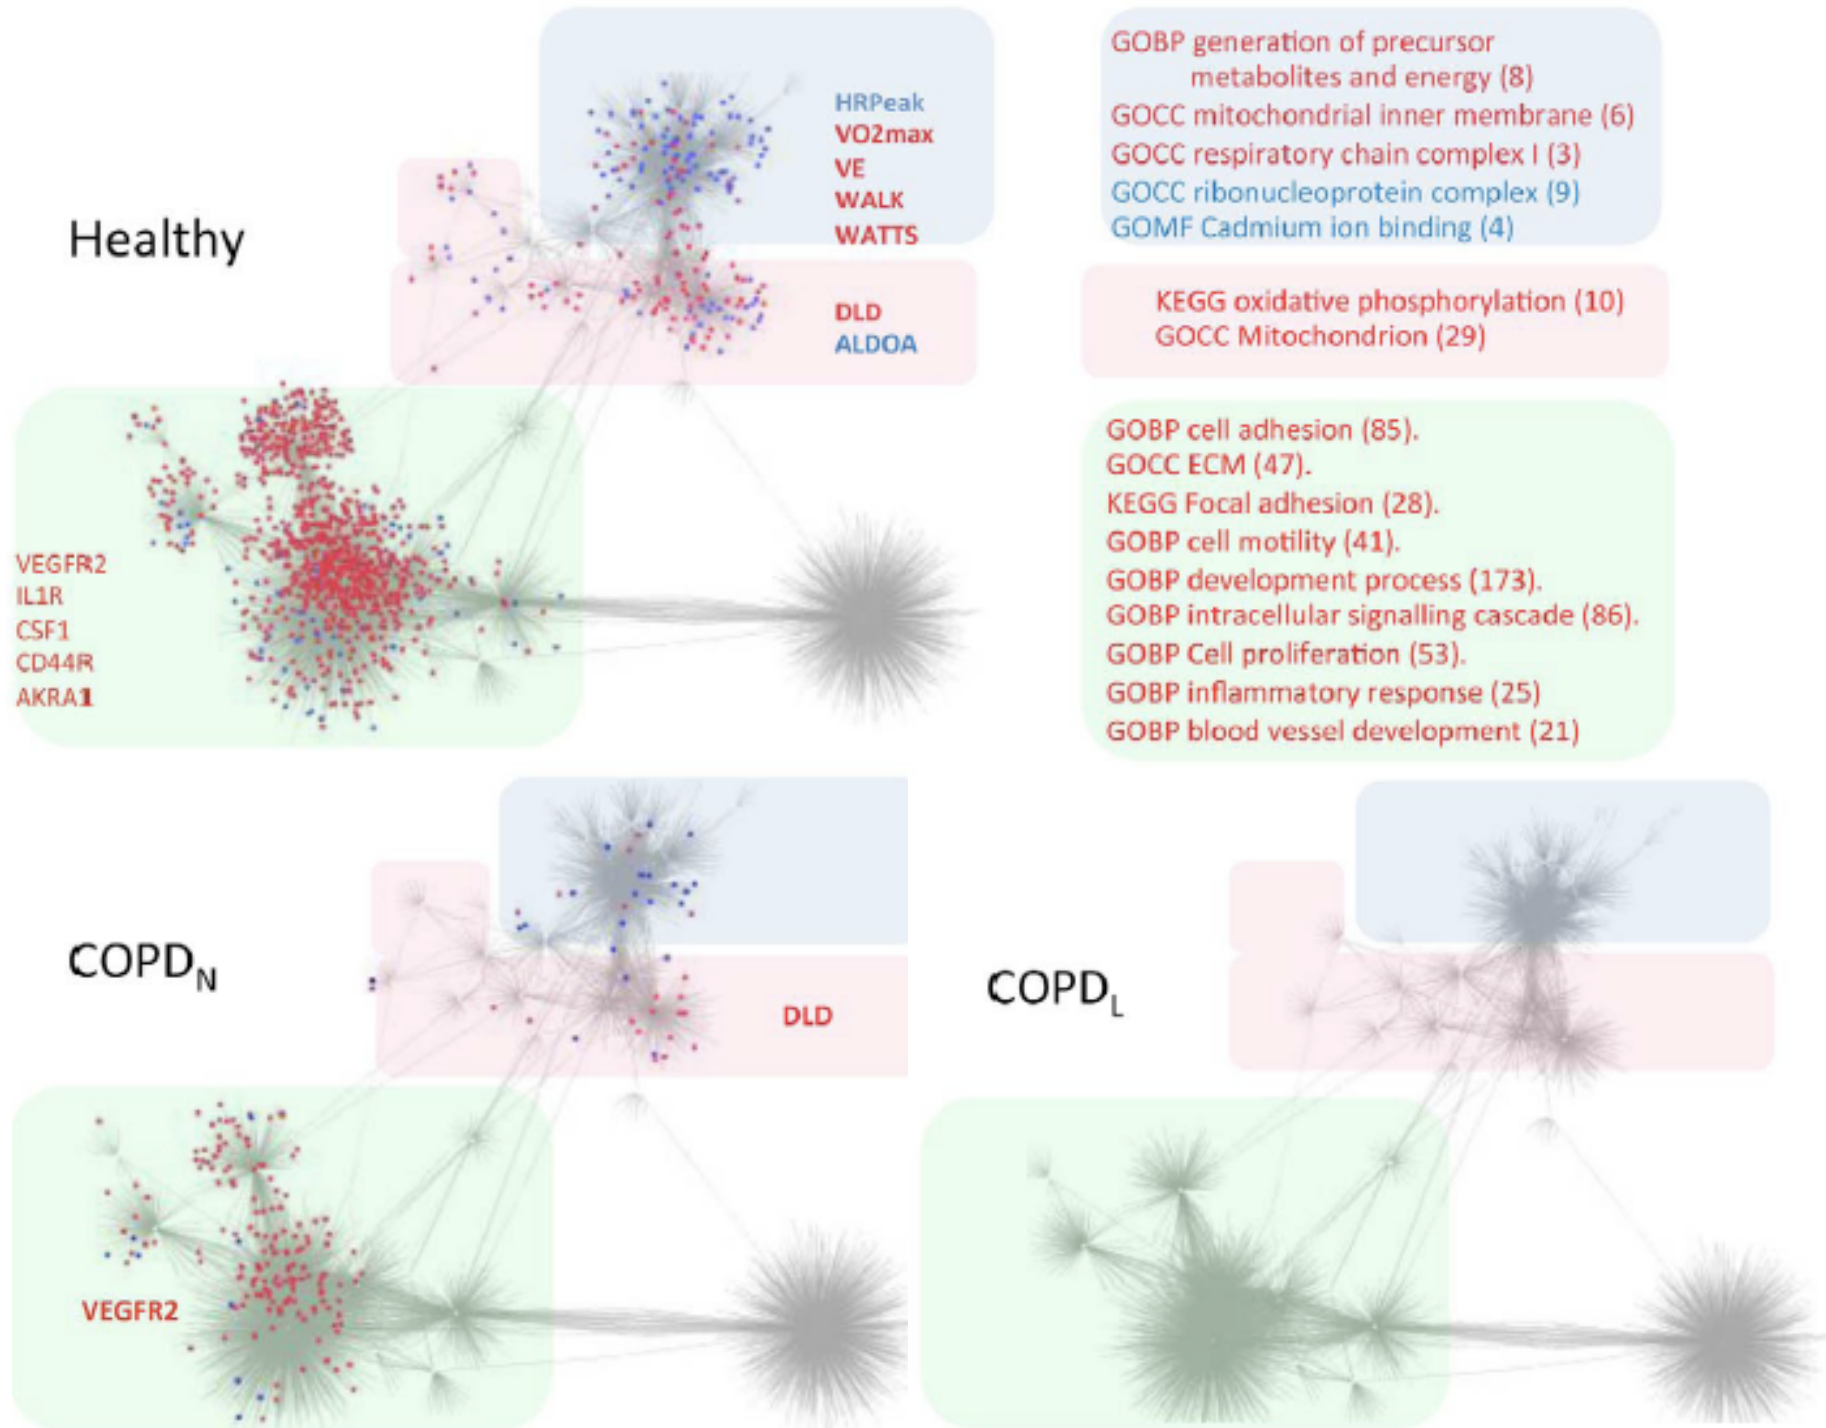 HRPeak
VO2max
VE
WALK
WATTS
GOBP generation of precursor
metabolites and energy (8)
GOCC mitochondrial inner membrane (6)
GOCC respiratory chain complex I (3)
GOCC ribonucleoprotein complex (9)
GOMF Cadmium ion binding (4)
Healthy
DLD
ALDOA
KEGG oxidative phosphorylation (10)
GOCC Mitochondrion (29)
VEGFR2
IL1R
CSF1
CD44R
AKRA1
GOBP cell adhesion (85).
GOCC ECM (47).
KEGG Focal adhesion (28).
GOBP cell motility (41).
GOBP development process (173).
GOBP intracellular signalling cascade (86).
GOBP Cell proliferation (53).
GOBP inflammatory response (25)
GOBP blood vessel development (21)
COPDN
DLD
VEGFR2
COPDL